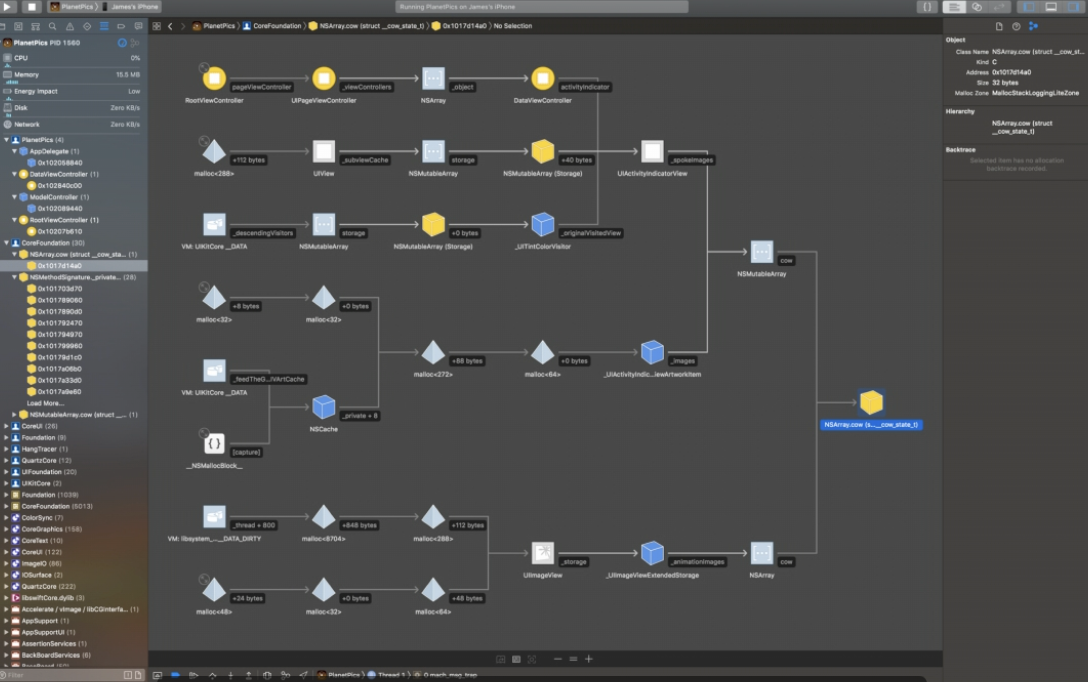 PlanetPics
James's iPhone
Running PlanetPics on James's iPhone
PlanetPics
CoreFoundation
NSArray.cow (struct __cow_state_t)
0x1017d14a0
No Selection
PlanetPics PID 1560
CPU 0%
Memory 15.5 MB
Energy Impact Low
Disk Zero KB/s
Network Zero KB/s
PlanetPics (4)
AppDelegate (1)
0x102058840
DataViewController (1)
0x102840c00
ModelController (1)
0x102089440
RootViewController (1)
0x10207b610
CoreFoundation (30)
NSArray.cow (struct __cow_sta... (1)
0x1017d14a0
NSMethodSignature._private... (28)
0x101703d70
0x101789060
0x1017890d0
0x101792470
0x101794970
0x101799960
0x10179d1c0
0x1017a06b0
0x1017a33d0
0x1017a9e60
Load More...
NSMutableArray.cow (struct __... (1)
CoreUI (26)
Foundation (9)
HangTracer (1)
QuartzCore (12)
UIFoundation (20)
UIKitCore (2)
Foundation (1039)
CoreFoundation (5013)
ColorSync (7)
CoreGraphics (158)
CoreText (10)
CoreUI (122)
ImageIO (86)
IOSurface (2)
QuartzCore (222)
libswiftCore.dylib (3)
Accelerate / vImage / libCGInterfa... (1)
AppSupport (1)
AppSupportUI (1)
AssertionServices (1)
BackBoardServices (6)
Filter
RootViewController
pageViewController
UIPageViewController
_viewControllers
NSArray
_object
DataViewController
activityIndicator
malloc<288>
+112 bytes
UIView
_subviewCache
NSMutableArray
storage
NSMutableArray (Storage)
+40 bytes
UIActivityIndicatorView
_spokeImages
VM: UIKitCore __DATA
_descendingVisitors
NSMutableArray
storage
NSMutableArray (Storage)
+0 bytes
_UITintColorVisitor
_originalVisitedView
NSMutableArray
cow
malloc<32>
+8 bytes
malloc<32>
+0 bytes
malloc<272>
+88 bytes
malloc<64>
+0 bytes
_UIActivityIndic...iewArtworkItem
_images
VM: UIKitCore __DATA
_feedTheG...IVArtCache
NSCache
_private + 8
__NSMallocBlock__
[capture]
NSArray.cow (s...__cow_state_t)
VM: libsystem_...__DATA_DIRTY
_thread + 800
malloc<8704>
+848 bytes
malloc<288>
+112 bytes
UIImageView
_storage
_UIImageViewExtendedStorage
_animationImages
NSArray
cow
malloc<48>
+24 bytes
malloc<32>
+0 bytes
malloc<64>
+48 bytes
PlanetPics
Thread 1
0 mach_msg_trap
Object
Class Name NSArray.cow (struct __cow_st...
Kind C
Address 0x1017d14a0
Size 32 bytes
Malloc Zone MallocStackLoggingLiteZone
Hierarchy
NSArray.cow (struct
__cow_state_t)
Backtrace
Selected item has no allocation
backtrace recorded.